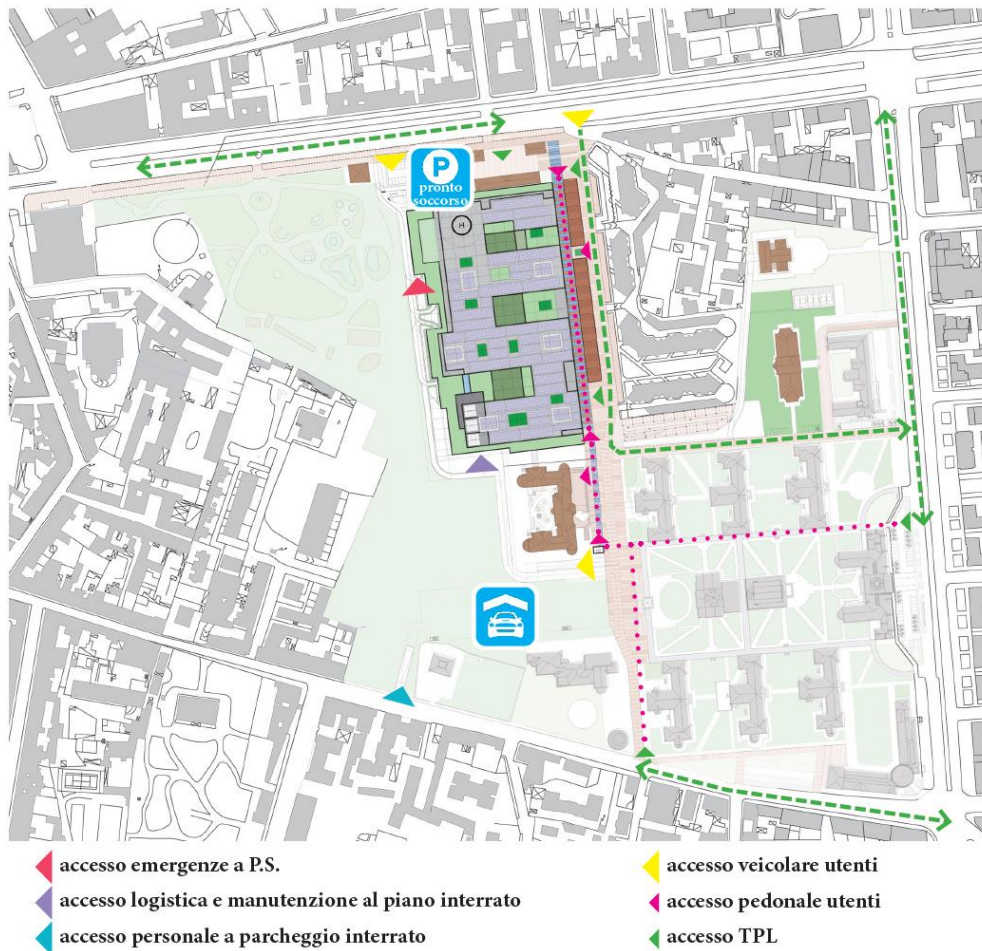 P
pronto
soccorso
H
accesso emergenze a P.S.
accesso logistica e manutenzione al piano interrato
accesso personale a parcheggio interrato
accesso veicolare utenti
accesso pedonale utenti
accesso TPL